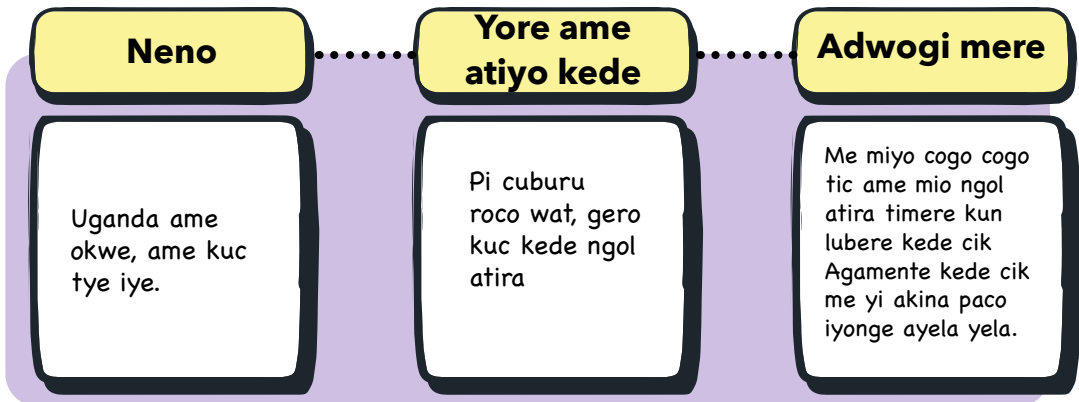 Neno
Yore ame
atiyo kede
Adwogi mere
Uganda ame
okwe, ame kuc
tye iye.
Pi cuburu
roco wat, gero
kuc kede ngol
atira
Me miyo cogo cogo
tic ame mio ngol
atira timere kun
lubere kede cik
Agamente kede cik
me yi akina paco
iyonge ayela yela.